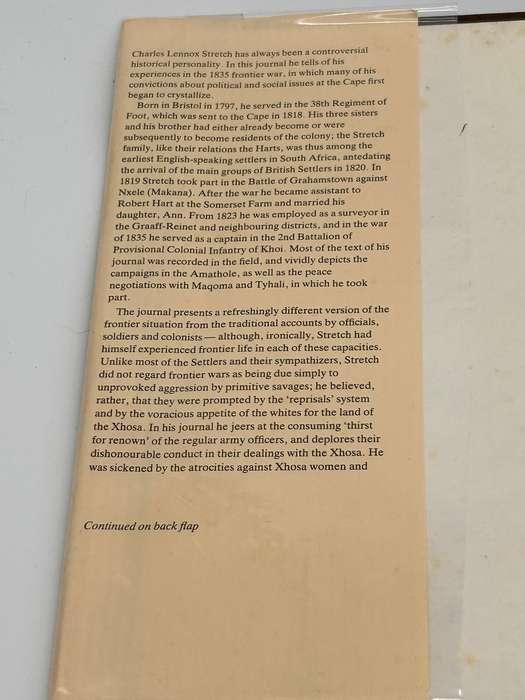 Charles Lennox Stretch has always been a controversial
historical personality. In this journal he tells of his
experiences in the 1835 frontier war, in which many of his
convictions about political and social issues at the Cape first
began to crystallize.
Born in Bristol in 1797, he served in the 38th Regiment of
Foot, which was sent to the Cape in 1818. His three sisters
and his brother had either already become or were
subsequently to become residents of the colony; the Stretch
family, like their relations the Harts, was thus among the
earliest English-speaking settlers in South Africa, antedating
the arrival of the main groups of British Settlers in 1820. In
1819 Stretch took part in the Battle of Grahamstown against
Nxele (Makana). After the war he became assistant to
Robert Hart at the Somerset Farm and married his
daughter, Ann. From 1823 he was employed as a surveyor in
the Graaff-Reinet and neighbouring districts, and in the war
of 1835 he served as a captain in the 2nd Battalion of
Provisional Colonial Infantry of Khoi. Most of the text of his
journal was recorded in the field, and vividly depicts the
campaigns in the Amathole, as well as the peace
negotiations with Maqoma and Tyhali, in which he took
part.
The journal presents a refreshingly different version of the
frontier situation from the traditional accounts by officials,
soldiers and colonists — although, ironically, Stretch had
himself experienced frontier life in each of these capacities.
Unlike most of the Settlers and their sympathizers, Stretch
did not regard frontier wars as being due simply to
unprovoked aggression by primitive savages; he believed,
rather, that they were prompted by the ‘reprisals’ system
and by the voracious appetite of the whites for the land of
the Xhosa. In his journal he jeers at the consuming ‘thirst
for renown’ of the regular army officers, and deplores their
dishonourable conduct in their dealings with the Xhosa. He
was sickened by the atrocities against Xhosa women and
Continued on back flap